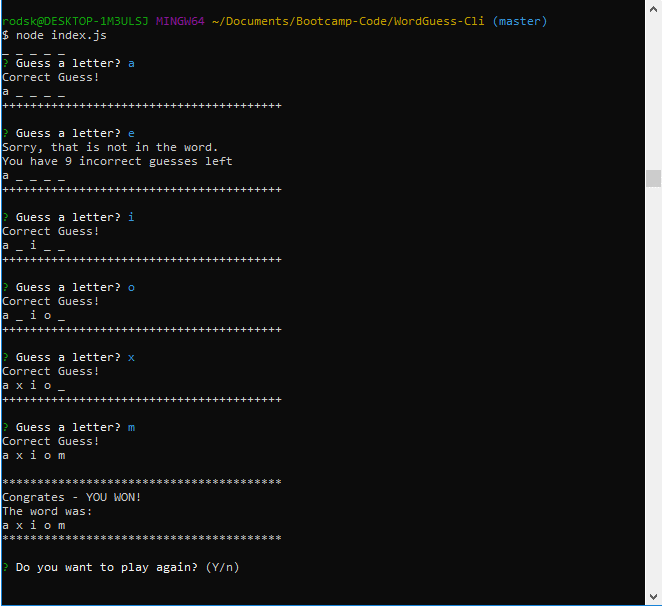 rodsk@DESKTOP-1M3ULSJ MINGW64 ~/Documents/Bootcamp-Code/WordGuess-Cli (master)
$ node index.js
_ _ _ _ _
? Guess a letter? a
Correct Guess!
a _ _ _ _
++++++++++++++++++++++++++++++++++++++++
? Guess a letter? e
Sorry, that is not in the word.
You have 9 incorrect guesses left
a _ _ _ _
++++++++++++++++++++++++++++++++++++++++
? Guess a letter? i
Correct Guess!
a _ i _ _
++++++++++++++++++++++++++++++++++++++++
? Guess a letter? o
Correct Guess!
a _ i o _
++++++++++++++++++++++++++++++++++++++++
? Guess a letter? x
Correct Guess!
a x i o _
++++++++++++++++++++++++++++++++++++++++
? Guess a letter? m
Correct Guess!
a x i o m
****************************************
Congrates - YOU WON!
The word was:
a x i o m
****************************************
? Do you want to play again? (Y/n)